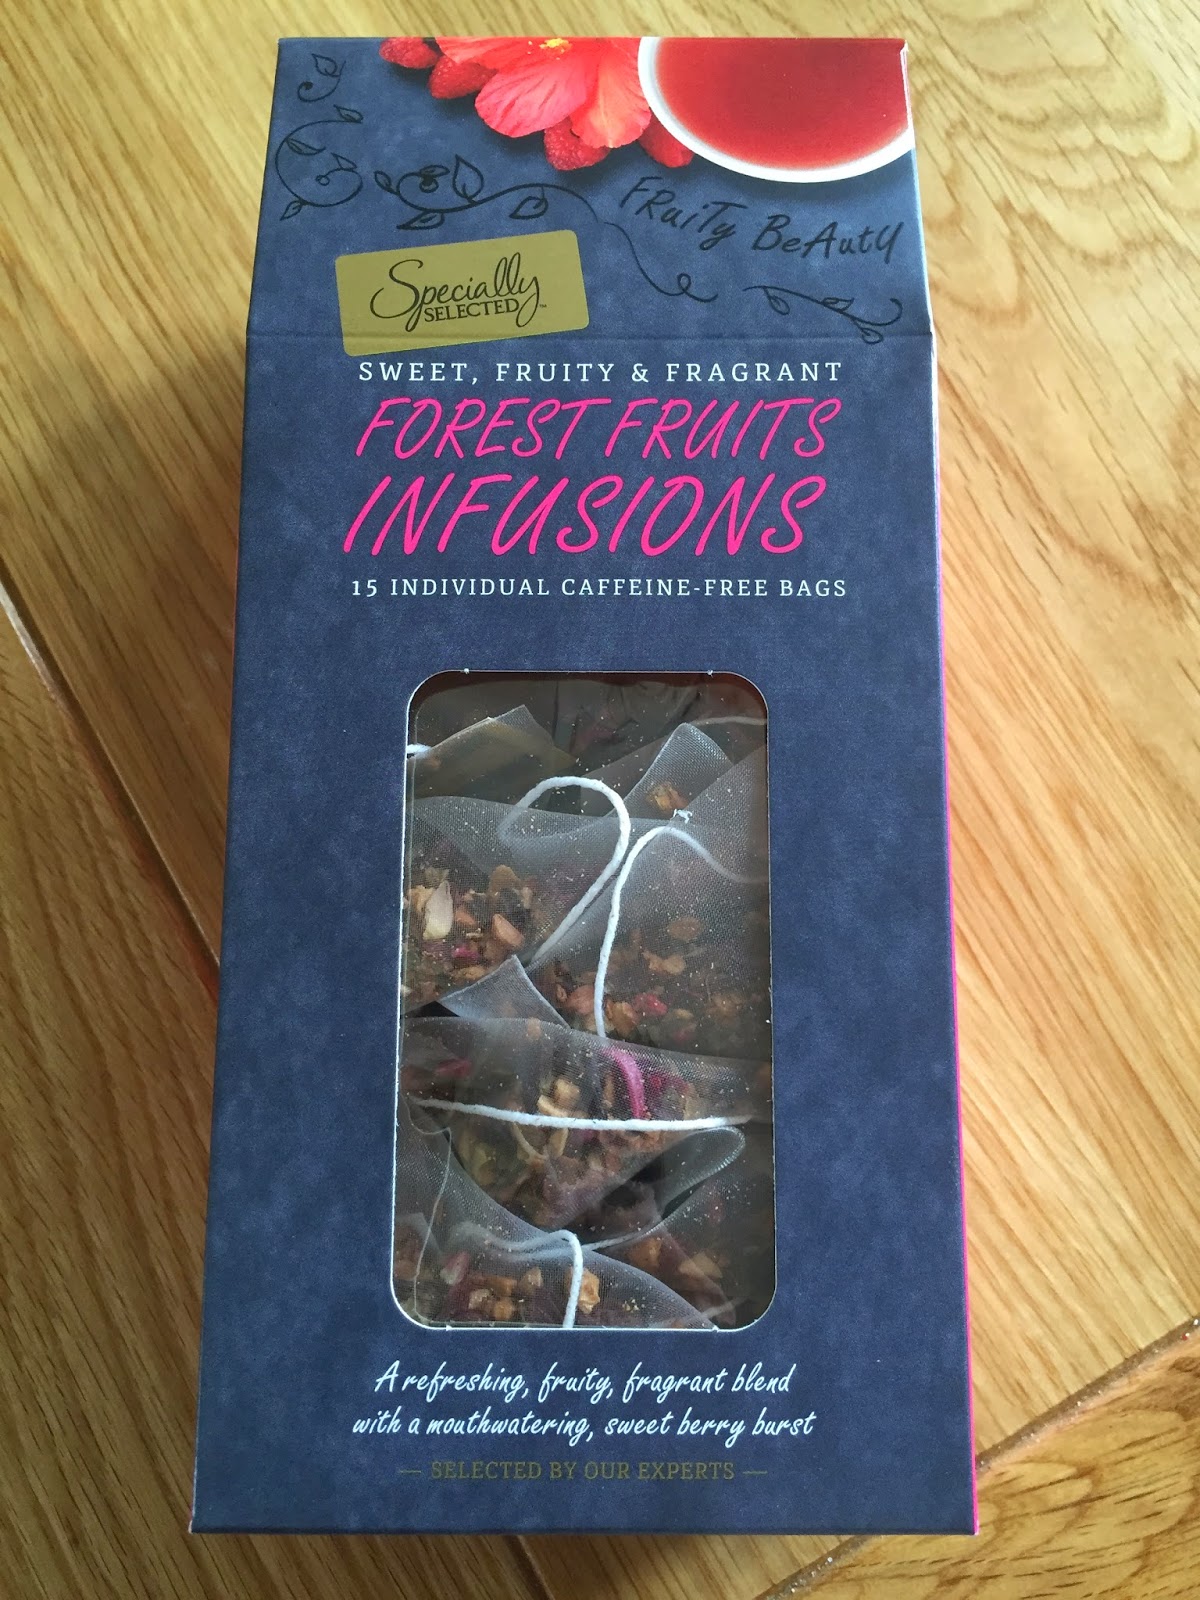 FRuiTy BeAuty
Specially
SELECTED™
SWEET, FRUITY & FRAGRANT
FOREST FRUITS
INFUSIONS
15 INDIVIDUAL CAFFEINE-FREE BAGS
A refreshing, fruity, fragrant blend
with a mouthwatering, sweet berry burst
— SELECTED BY OUR EXPERTS —